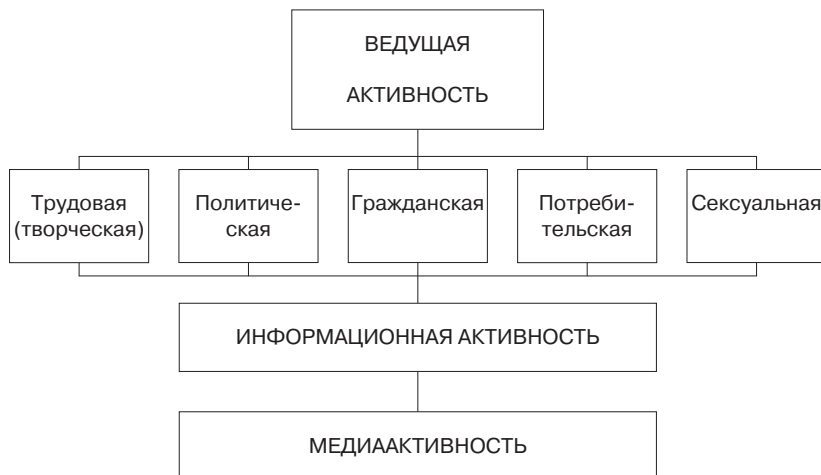 ВЕДУЩАЯ
АКТИВНОСТЬ
Трудовая
(творческая)
Политиче-
ская
Гражданская
Потреби-
тельская
Сексуальная
ИНФОРМАЦИОННАЯ АКТИВНОСТЬ
МЕДИААКТИВНОСТЬ